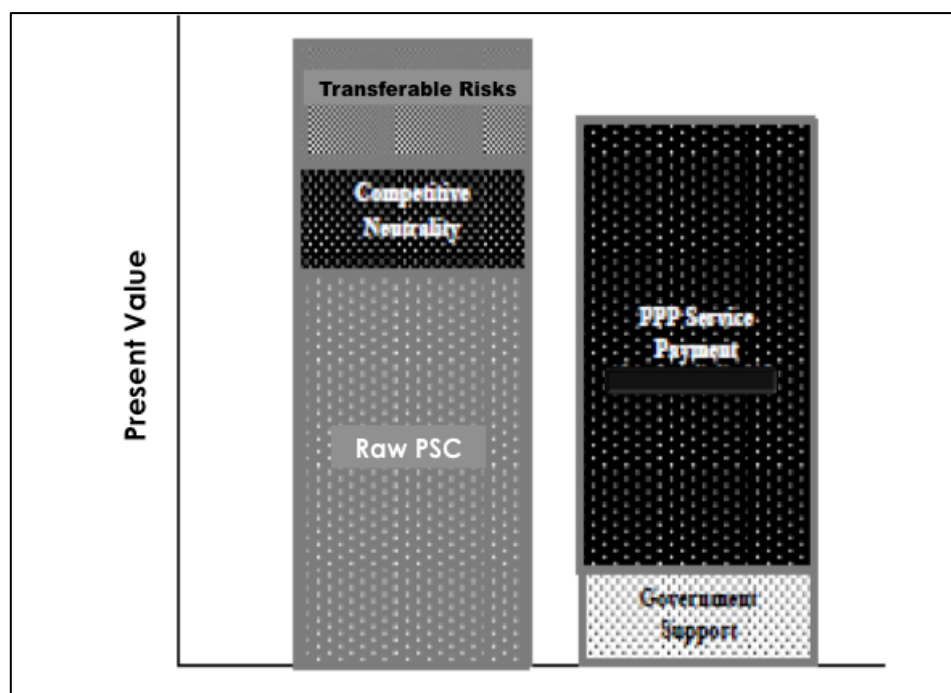 Present Value
Transferable Risks
Competitive
Neutrality
Raw PSC
PPP Service
Payment
Government
Support